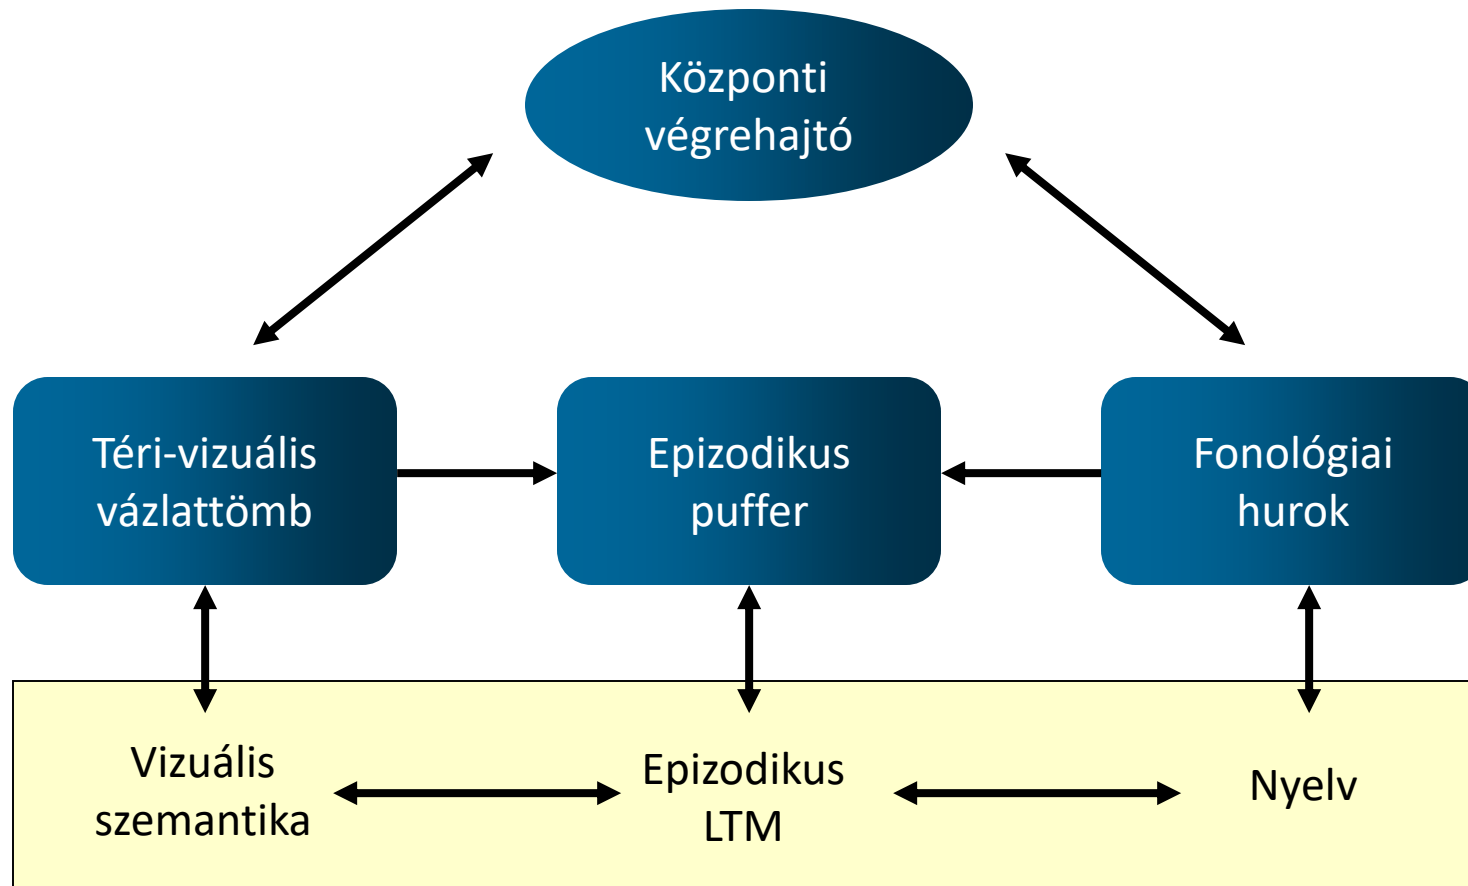 Központi
végrehajtó
Téri-vizuális
vázlattömb
Epizodikus
puffer
Fonológiai
hurok
Vizuális
szemantika
Epizodikus
LTM
Nyelv